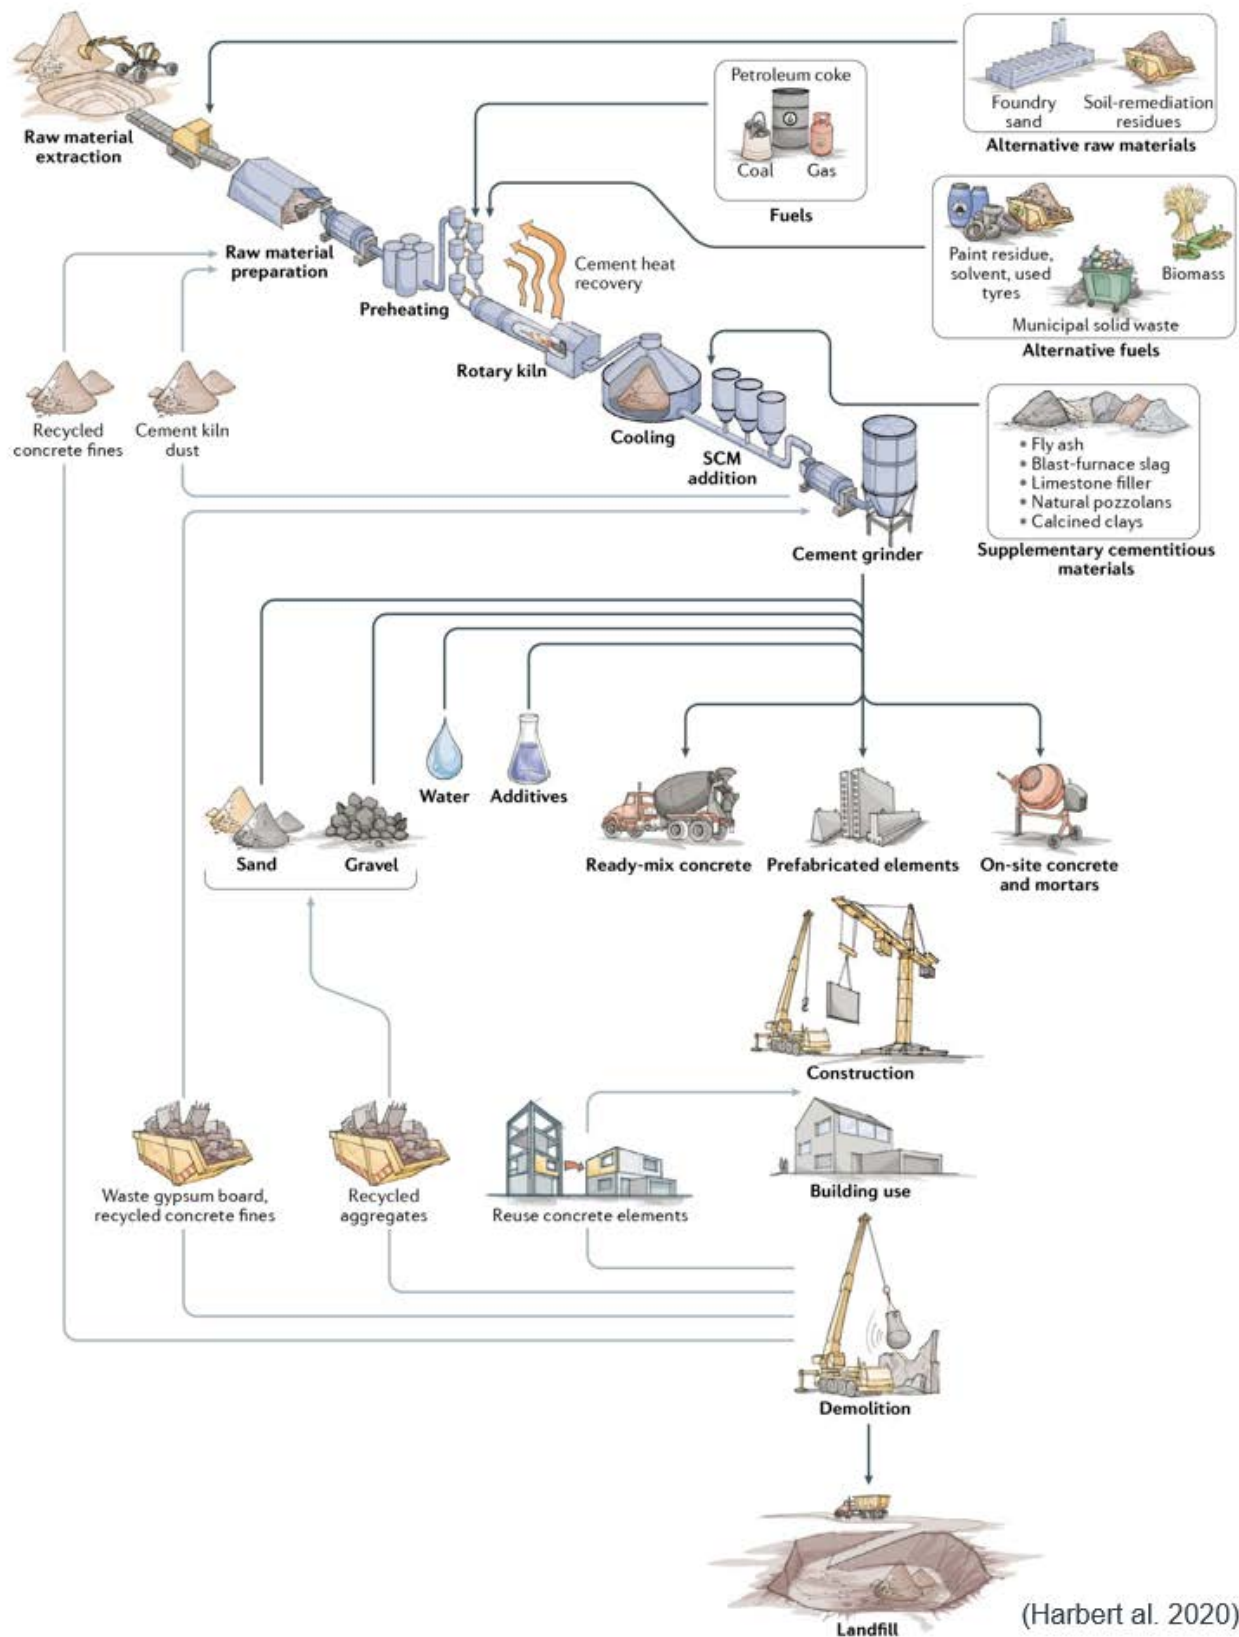 Raw material
extraction
Petroleum coke
Coal
Gas
Fuels
Foundry
sand
Soil-remediation
residues
Alternative raw materials
Raw material
preparation
Preheating
Cement heat
recovery
Paint residue,
solvent, used
tyres
Biomass
Municipal solid waste
Alternative fuels
Rotary kiln
Cooling
SCM
addition
Recycled
concrete fines
Cement kiln
dust
• Fly ash
• Blast-furnace slag
• Limestone filler
• Natural pozzolans
• Calcined clays
Supplementary cementitious
materials
Cement grinder
Water
Additives
Sand
Gravel
Ready-mix concrete
Prefabricated elements
On-site concrete
and mortars
Construction
Waste gypsum board,
recycled concrete fines
Recycled
aggregates
Reuse concrete elements
Building use
Demolition
Landfill
(Harbert al. 2020)